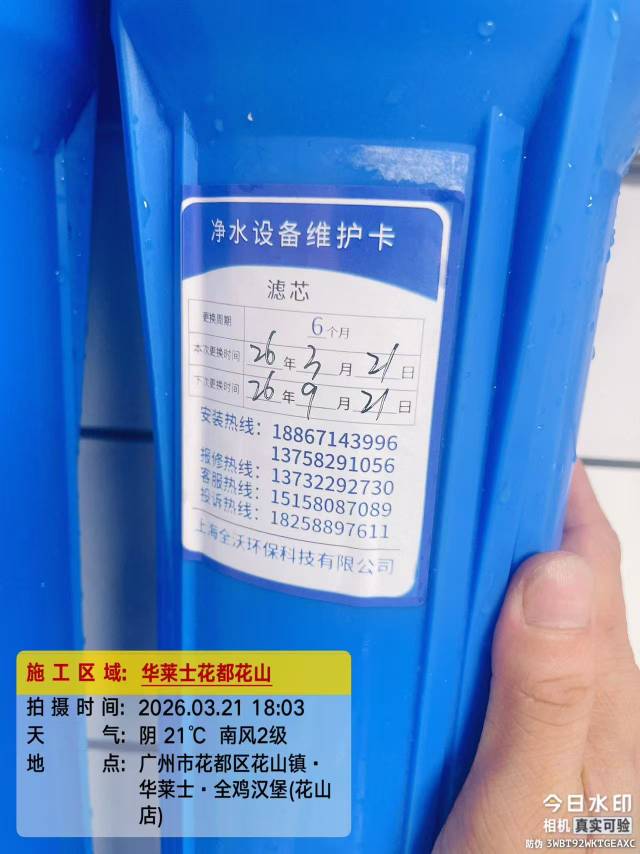 净水设备维护卡
滤芯
更换周期 6个月
本次更换时间 26年3月21日
下次更换时间 26年9月21日
安装热线：18867143996
13758291056
报修热线：13732292730
客服热线：15158087089
投诉热线：18258897611
上海全沃环保科技有限公司
施工区域：华莱士花都花山
拍摄时间：2026.03.21 18:03
天气：阴 21℃ 南风2级
地点：广州市花都区花山镇·
华莱士·全鸡汉堡(花山
店)
今日水印
相机 真实可验
防伪 3WBT92WKTGEAXC